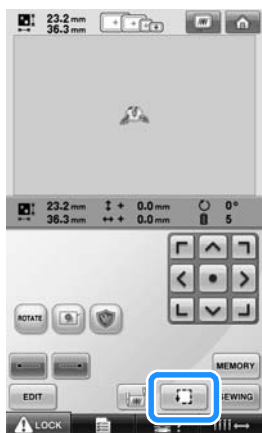 23.2 mm
36.3 mm
23.2 mm + 0.0 mm 0°
36.3 mm + 0.0 mm 5
ROTATE
MEMORY
EDIT SEWING
LOCK ?